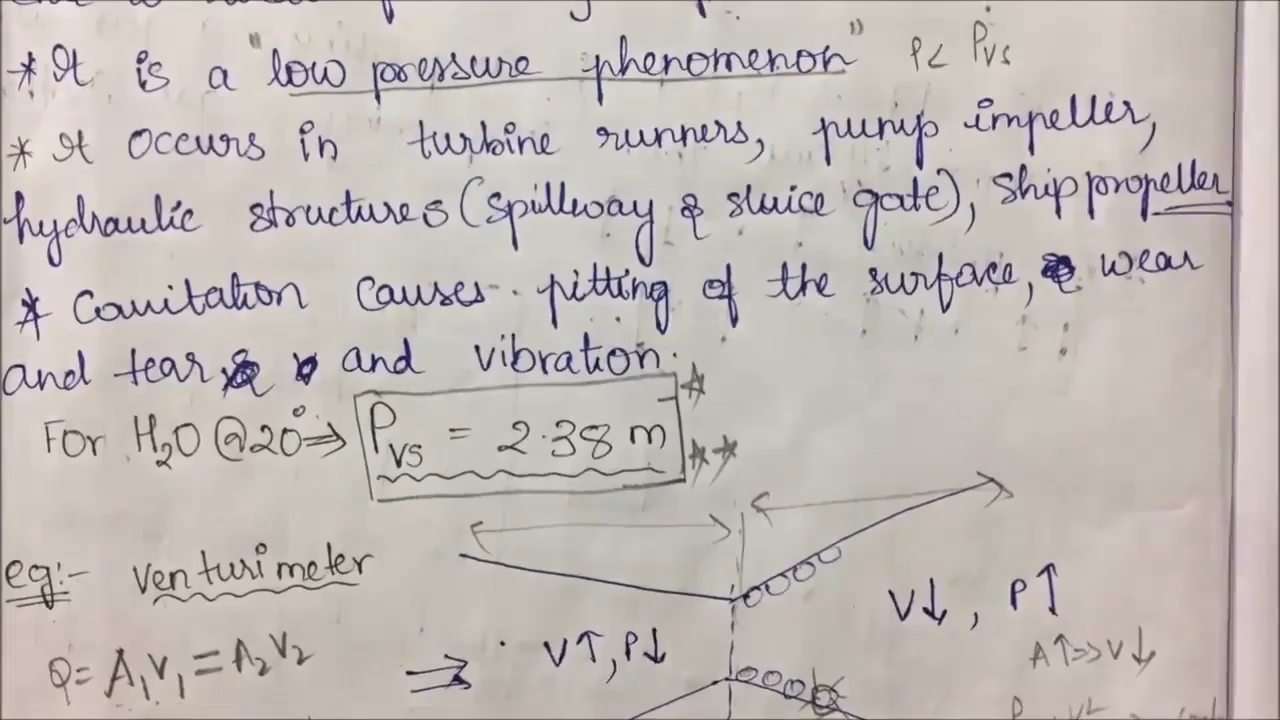 * It is a "low pressure phenomenon" P< Pvs
* It occurs in turbine runners, pump impeller,
hydraulic structures (spillway & sluice gate), ship propeller
* Cavitation causes pitting of the surface, wear
and tear and vibration.
For H₂O @20° ⇒ Pvs = 2.38 m
eg:- venturimeter
V↓, P↑
V↑, P↓
A↑ => V↓
Q = A₁V₁ = A₂V₂ ⇒